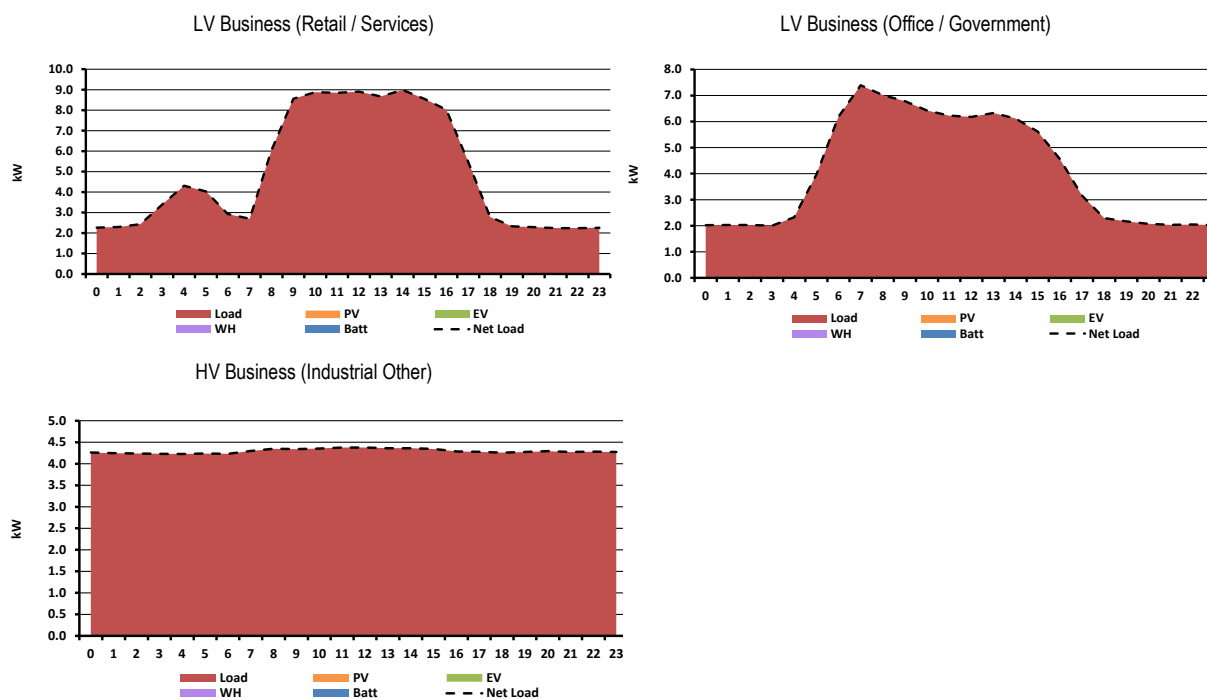 LV Business (Retail / Services)
10.0
9.0
8.0
7.0
6.0
5.0
4.0
3.0
2.0
1.0
0.0
kW
0 1 2 3 4 5 6 7 8 9 10 11 12 13 14 15 16 17 18 19 20 21 22 23
Load PV EV
WH Batt Net Load
LV Business (Office / Government)
8.0
7.0
6.0
5.0
4.0
3.0
2.0
1.0
0.0
kW
0 1 2 3 4 5 6 7 8 9 10 11 12 13 14 15 16 17 18 19 20 21 22
Load PV EV
WH Batt Net Load
HV Business (Industrial Other)
5.0
4.5
4.0
3.5
3.0
2.5
2.0
1.5
1.0
0.5
0.0
kW
0 1 2 3 4 5 6 7 8 9 10 11 12 13 14 15 16 17 18 19 20 21 22 23
Load PV EV
WH Batt Net Load